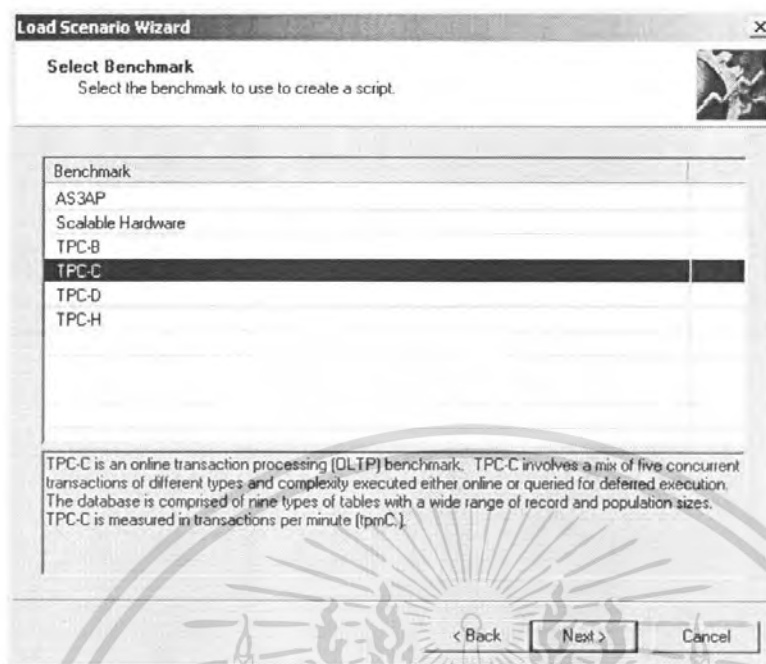 Load Scenario Wizard
Select Benchmark
Select the benchmark to use to create a script.
Benchmark
AS3AP
Scalable Hardware
TPC-B
TPC-C
TPC-D
TPC-H
TPC-C is an online transaction processing (OLTP) benchmark. TPC-C involves a mix of five concurrent
transactions of different types and complexity executed either online or queried for deferred execution.
The database is comprised of nine types of tables with a wide range of record and population sizes.
TPC-C is measured in transactions per minute (tpmC.).
< Back
Next >
Cancel